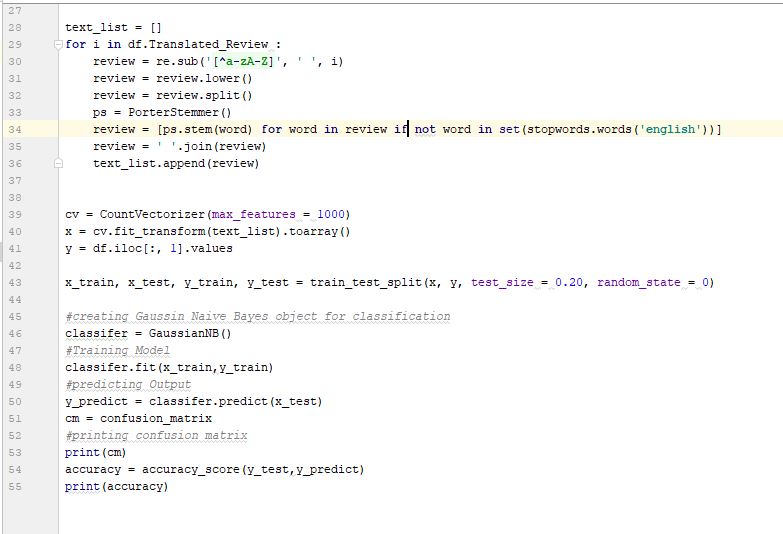 27
28 text_list = []
29 for i in df.Translated_Review :
30     review = re.sub('[^a-zA-Z]', ' ', i)
31     review = review.lower()
32     review = review.split()
33     ps = PorterStemmer()
34     review = [ps.stem(word) for word in review if not word in set(stopwords.words('english'))]
35     review = ' '.join(review)
36     text_list.append(review)
37
38
39 cv = CountVectorizer(max_features = 1000)
40 x = cv.fit_transform(text_list).toarray()
41 y = df.iloc[:, 1].values
42
43 x_train, x_test, y_train, y_test = train_test_split(x, y, test_size = 0.20, random_state = 0)
44
45 #creating Gaussin Naive Bayes object for classification
46 classifer = GaussianNB()
47 #Training Model
48 classifer.fit(x_train,y_train)
49 #predicting Output
50 y_predict = classifer.predict(x_test)
51 cm = confusion_matrix
52 #printing confusion matrix
53 print(cm)
54 accuracy = accuracy_score(y_test,y_predict)
55 print(accuracy)